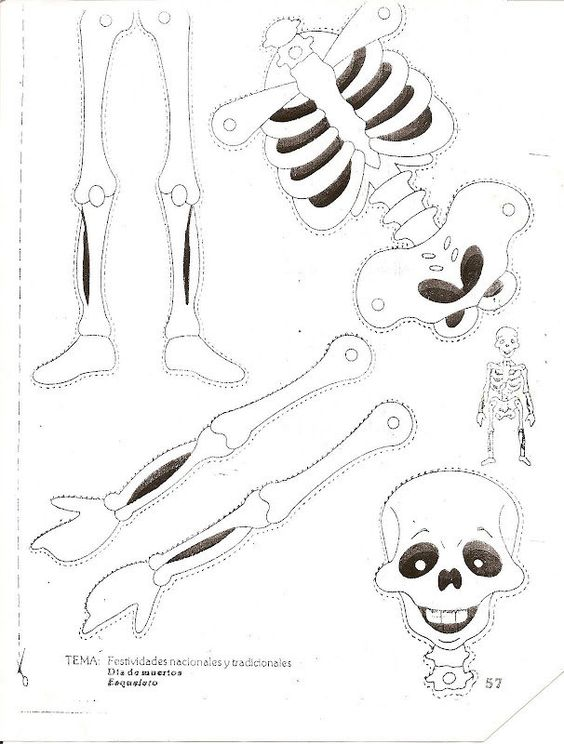 TEMA: Festividades nacionales y tradicionales
Día de muertos
Esqueleto
57